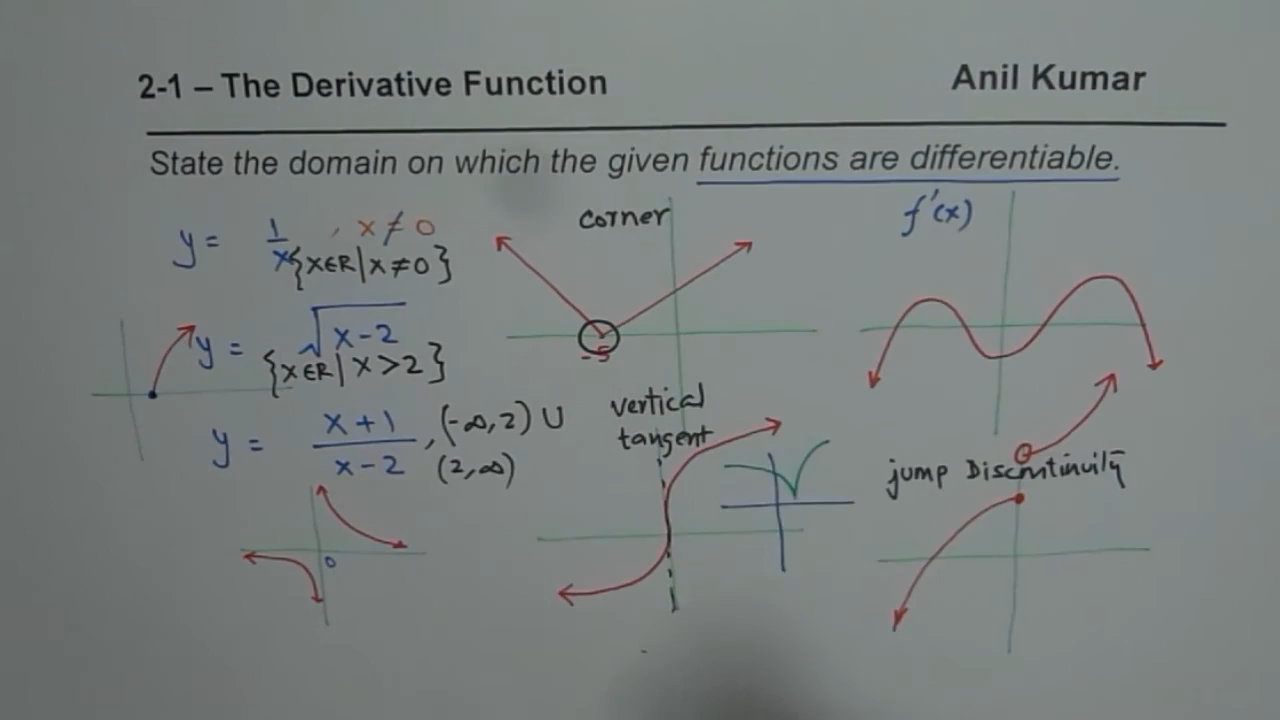 2-1 – The Derivative Function
Anil Kumar
State the domain on which the given functions are differentiable.
y = 1/x , x ≠ 0
{x∈R | x ≠ 0}
y = √(x-2)
{x∈R | x > 2}
y = (x+1)/(x-2) , (-∞, 2) ∪
(2, ∞)
0
corner
-5
vertical
tangent
f'(x)
jump Discontinuity